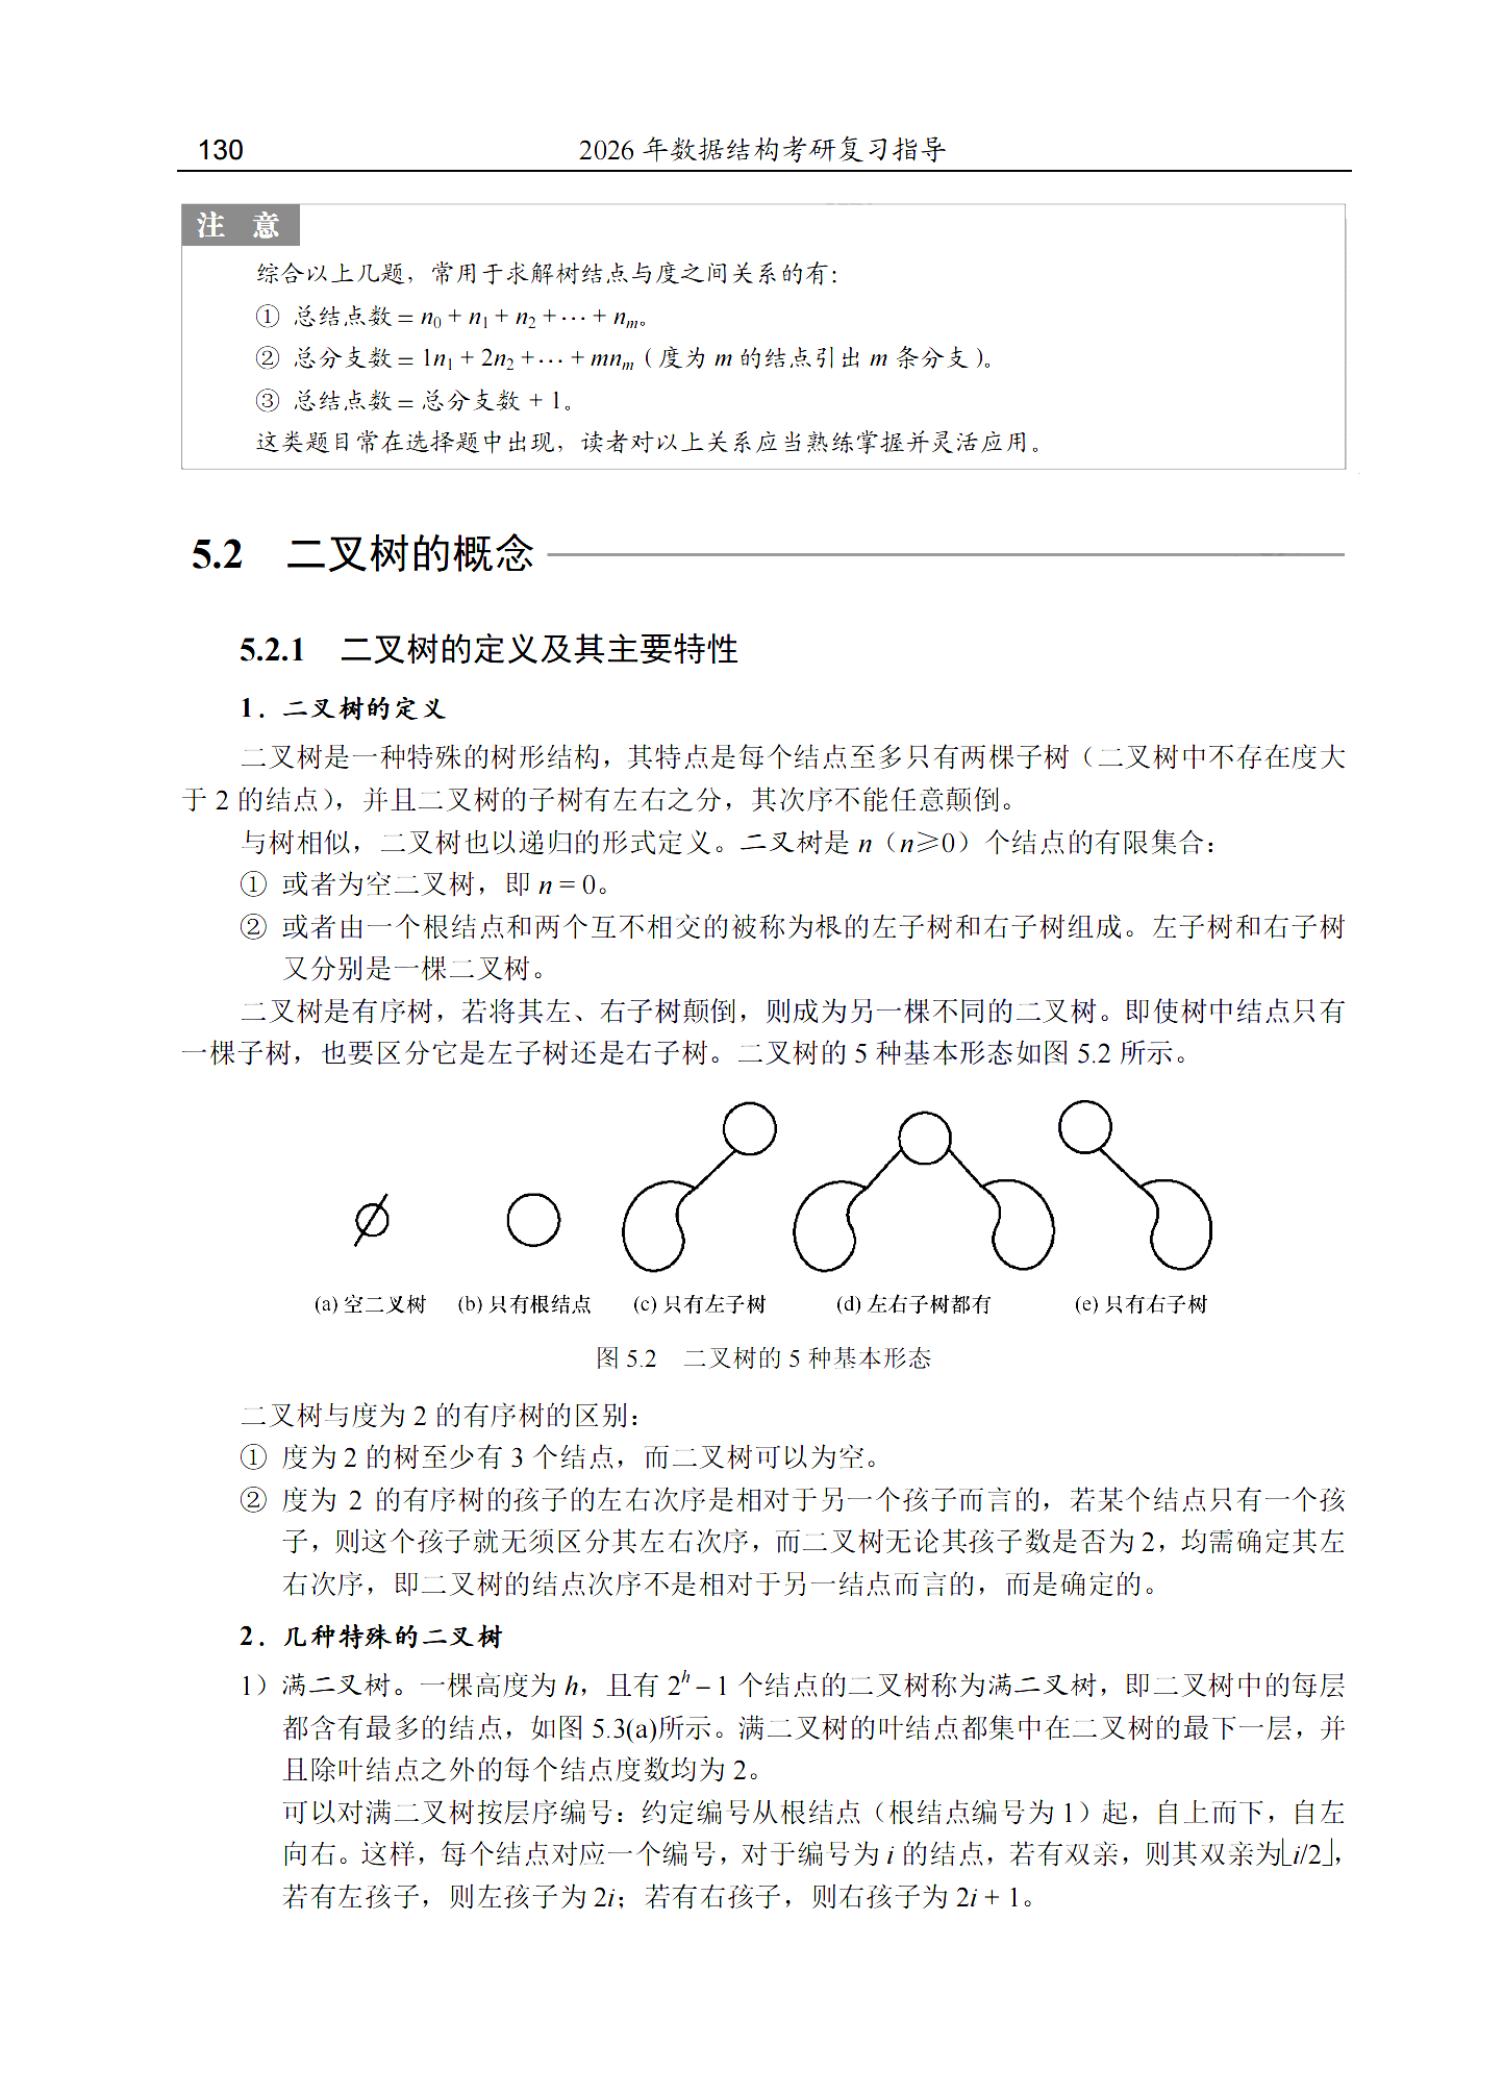 130
2026 年数据结构考研复习指导
注 意
综合以上几题，常用于求解树结点与度之间关系的有：
① 总结点数 = n₀ + n₁ + n₂ + ⋯ + nₘ。
② 总分支数 = 1n₁ + 2n₂ + ⋯ + mnₘ（度为 m 的结点引出 m 条分支）。
③ 总结点数 = 总分支数 + 1。
这类题目常在选择题中出现，读者对以上关系应当熟练掌握并灵活应用。
5.2 二叉树的概念
5.2.1 二叉树的定义及其主要特性
1．二叉树的定义
二叉树是一种特殊的树形结构，其特点是每个结点至多只有两棵子树（二叉树中不存在度大
于 2 的结点），并且二叉树的子树有左右之分，其次序不能任意颠倒。
与树相似，二叉树也以递归的形式定义。二叉树是 n（n≥0）个结点的有限集合：
① 或者为空二叉树，即 n = 0。
② 或者由一个根结点和两个互不相交的被称为根的左子树和右子树组成。左子树和右子树
又分别是一棵二叉树。
二叉树是有序树，若将其左、右子树颠倒，则成为另一棵不同的二叉树。即使树中结点只有
一棵子树，也要区分它是左子树还是右子树。二叉树的 5 种基本形态如图 5.2 所示。
(a) 空二叉树 (b) 只有根结点 (c) 只有左子树 (d) 左右子树都有 (e) 只有右子树
图 5.2 二叉树的 5 种基本形态
二叉树与度为 2 的有序树的区别：
① 度为 2 的树至少有 3 个结点，而二叉树可以为空。
② 度为 2 的有序树的孩子的左右次序是相对于另一个孩子而言的，若某个结点只有一个孩
子，则这个孩子就无须区分其左右次序，而二叉树无论其孩子数是否为 2，均需确定其左
右次序，即二叉树的结点次序不是相对于另一结点而言的，而是确定的。
2．几种特殊的二叉树
1）满二叉树。一棵高度为 h，且有 2ʰ – 1 个结点的二叉树称为满二叉树，即二叉树中的每层
都含有最多的结点，如图 5.3(a)所示。满二叉树的叶结点都集中在二叉树的最下一层，并
且除叶结点之外的每个结点度数均为 2。
可以对满二叉树按层序编号：约定编号从根结点（根结点编号为 1）起，自上而下，自左
向右。这样，每个结点对应一个编号，对于编号为 i 的结点，若有双亲，则其双亲为⌊i/2⌋，
若有左孩子，则左孩子为 2i；若有右孩子，则右孩子为 2i + 1。